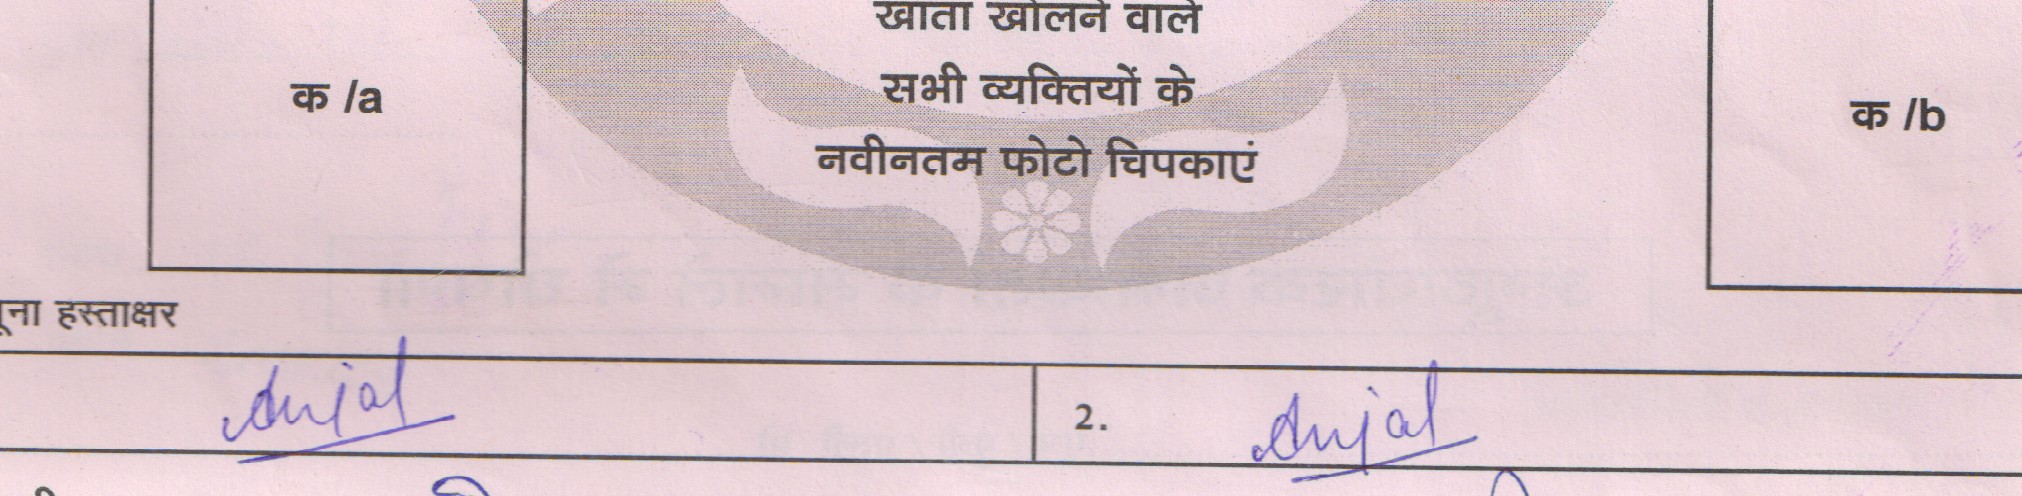 खाता खोलने वाले
सभी व्यक्तियों के
नवीनतम फोटो चिपकाएं
क /a
क /b
हस्ताक्षर
Anjal
2. Anjal